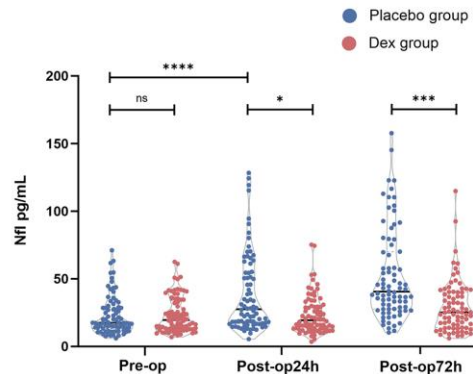 Placebo group
Dex group
Nfl pg/mL
200
150
100
50
0
****
ns
*
***
Pre-op
Post-op24h
Post-op72h